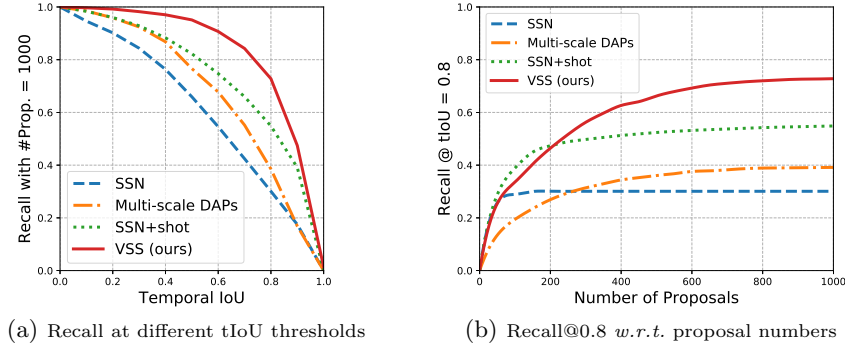 Recall with #Prop. = 1000
1.0
0.8
0.6
0.4
0.2
0.0
SSN
Multi-scale DAPs
SSN+shot
VSS (ours)
0.0 0.2 0.4 0.6 0.8 1.0
Temporal IoU
(a) Recall at different tIoU thresholds
Recall @ tIoU = 0.8
1.0
0.8
0.6
0.4
0.2
0.0
SSN
Multi-scale DAPs
SSN+shot
VSS (ours)
0 200 400 600 800 1000
Number of Proposals
(b) Recall@0.8 w.r.t. proposal numbers